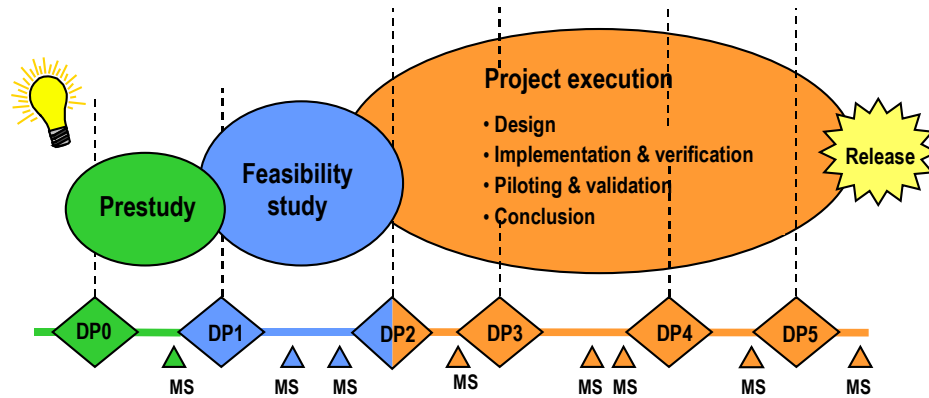 Project execution
• Design
• Implementation & verification
• Piloting & validation
• Conclusion
Release
Feasibility
study
Prestudy
DP0
DP1
DP2
DP3
DP4
DP5
MS
MS
MS
MS
MS
MS
MS
MS